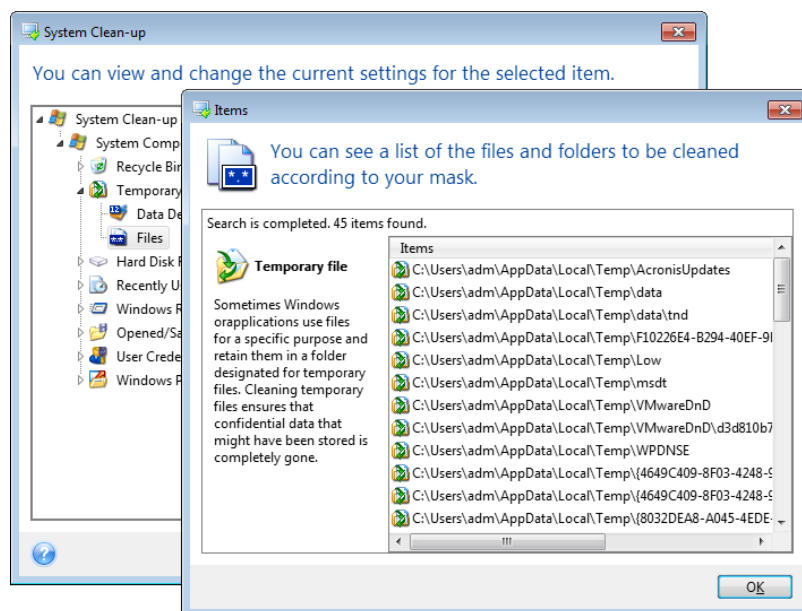 System Clean-up
You can view and change the current settings for the selected item.
System Clean-up
System Comp
Recycle Bin
Temporary
Data De
Files
Hard Disk F
Recently U
Windows R
Opened/Sa
User Crede
Windows P
Items
You can see a list of the files and folders to be cleaned
according to your mask.
Search is completed. 45 items found.
Temporary file
Sometimes Windows
orapplications use files
for a specific purpose and
retain them in a folder
designated for temporary
files. Cleaning temporary
files ensures that
confidential data that
might have been stored is
completely gone.
Items
C:\Users\adm\AppData\Local\Temp\AcronisUpdates
C:\Users\adm\AppData\Local\Temp\data
C:\Users\adm\AppData\Local\Temp\data\tnd
C:\Users\adm\AppData\Local\Temp\F10226E4-B294-40EF-9
C:\Users\adm\AppData\Local\Temp\Low
C:\Users\adm\AppData\Local\Temp\msdt
C:\Users\adm\AppData\Local\Temp\VMwareDnD
C:\Users\adm\AppData\Local\Temp\VMwareDnD\d3d810b7
C:\Users\adm\AppData\Local\Temp\WPDNSE
C:\Users\adm\AppData\Local\Temp\{4649C409-8F03-4248-9
C:\Users\adm\AppData\Local\Temp\{4649C409-8F03-4248-9
C:\Users\adm\AppData\Local\Temp\{8032DEA8-A045-4EDE-
OK